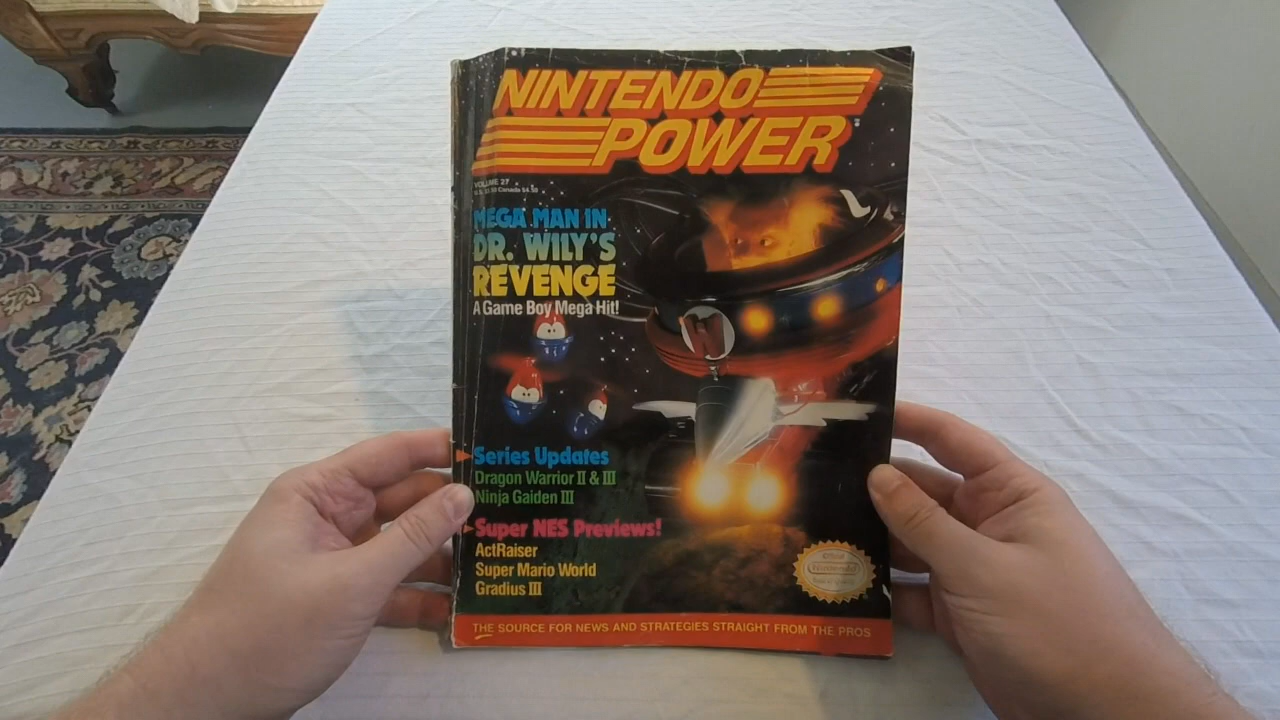 NINTENDO
POWER
VOLUME 27
MEGA MAN IN
DR. WILY'S
REVENGE
A Game Boy Mega Hit!
W
Series Updates
Dragon Warrior II & III
Ninja Gaiden III
Super NES Previews!
ActRaiser
Super Mario World
Gradius III
Nintendo
THE SOURCE FOR NEWS AND STRATEGIES STRAIGHT FROM THE PROS